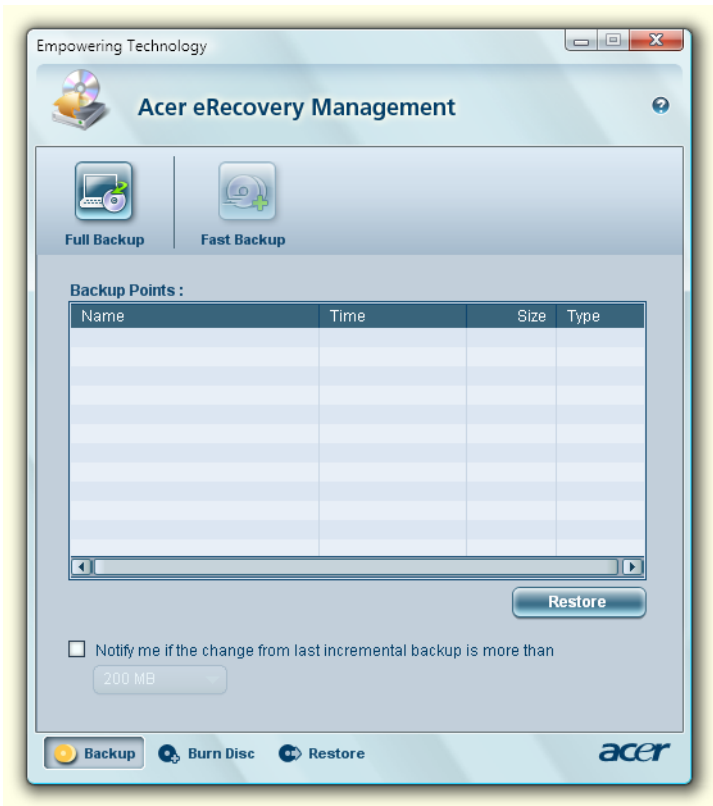 Empowering Technology
Acer eRecovery Management
Full Backup
Fast Backup
Backup Points :
Name Time Size Type
Restore
Notify me if the change from last incremental backup is more than
200 MB
Backup Burn Disc Restore acer